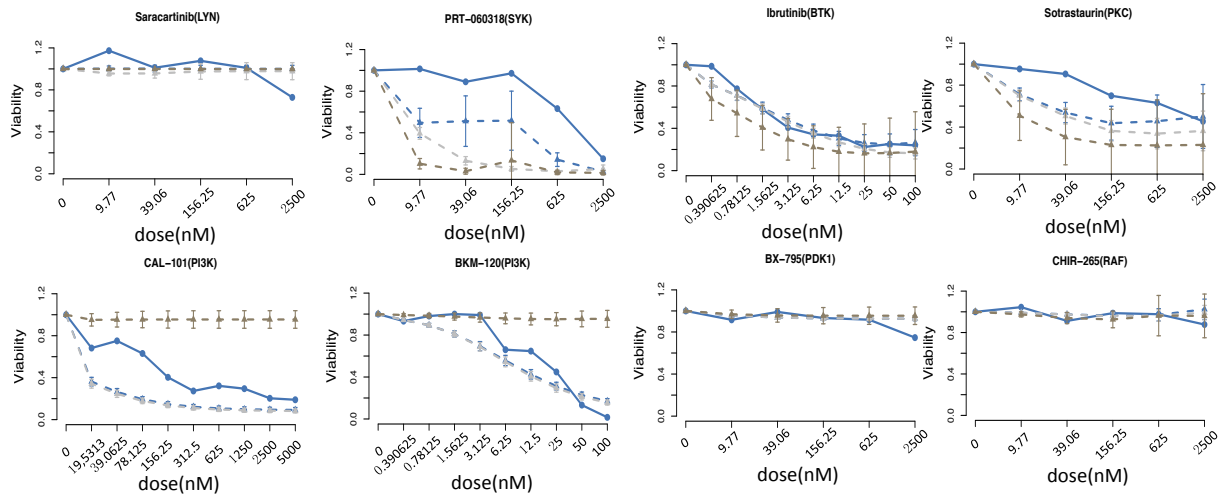 Saracartinib(LYN)
Viability
0.0 0.4 0.8 1.2
0 9.77 39.06 156.25 625 2500
dose(nM)
PRT−060318(SYK)
Viability
0.0 0.4 0.8 1.2
0 9.77 39.06 156.25 625 2500
dose(nM)
Ibrutinib(BTK)
Viability
0.0 0.4 0.8 1.2
0 0.390625 0.78125 1.5625 3.125 6.25 12.5 25 50 100
dose(nM)
Sotrastaurin(PKC)
Viability
0.0 0.4 0.8 1.2
0 9.77 39.06 156.25 625 2500
dose(nM)
CAL−101(PI3K)
Viability
0.0 0.4 0.8 1.2
0 19.5313 39.0625 78.125 156.25 312.5 625 1250 2500 5000
dose(nM)
BKM−120(PI3K)
Viability
0.0 0.4 0.8 1.2
0 0.390625 0.78125 1.5625 3.125 6.25 12.5 25 50 100
dose(nM)
BX−795(PDK1)
Viability
0.0 0.4 0.8 1.2
0 9.77 39.06 156.25 625 2500
dose(nM)
CHIR−265(RAF)
Viability
0.0 0.4 0.8 1.2
0 9.77 39.06 156.25 625 2500
dose(nM)